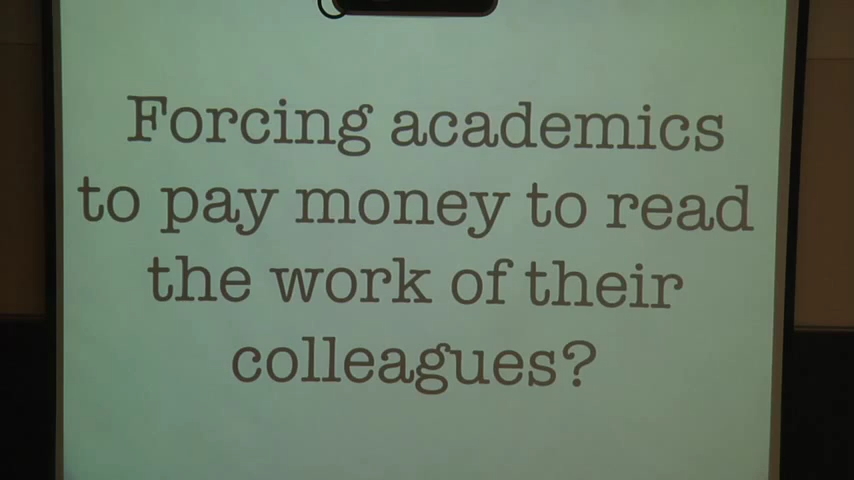 Forcing academics
to pay money to read
the work of their
colleagues?